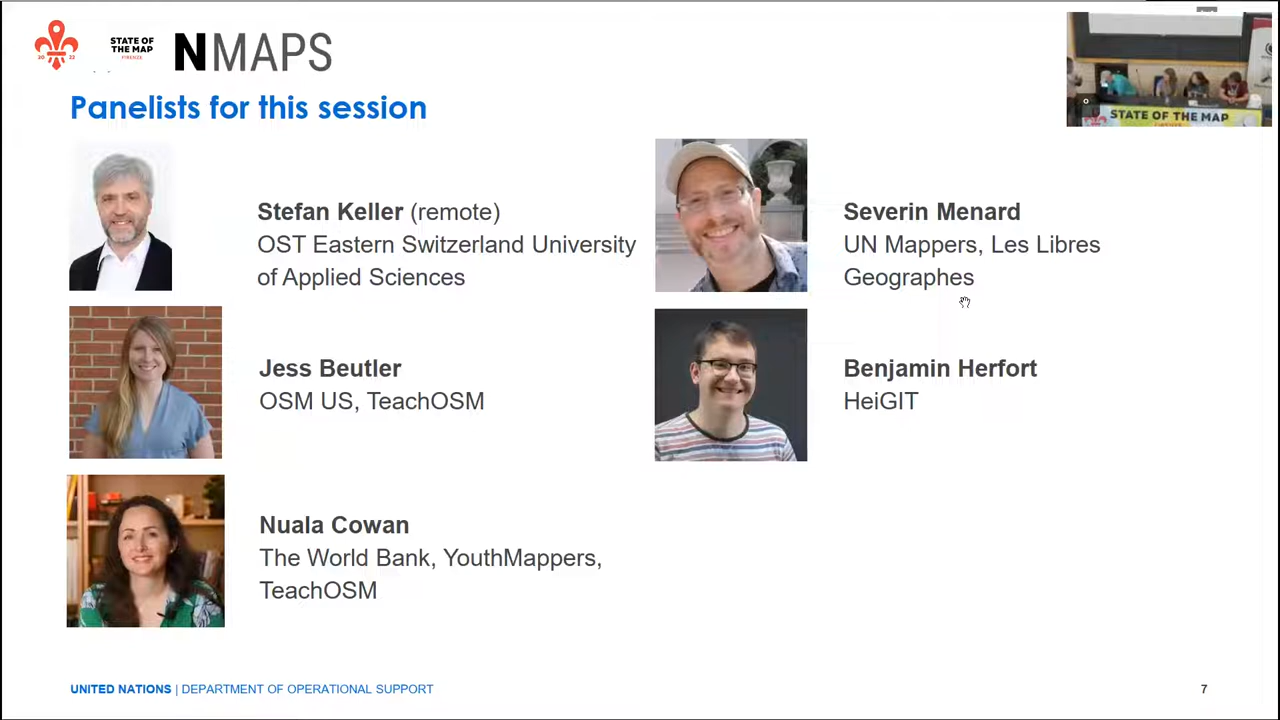 STATE OF
THE MAP
FIRENZE
2022
NMAPS
Panelists for this session
STATE OF THE MAP
Stefan Keller (remote)
OST Eastern Switzerland University
of Applied Sciences
Severin Menard
UN Mappers, Les Libres
Geographes
Jess Beutler
OSM US, TeachOSM
Benjamin Herfort
HeiGIT
Nuala Cowan
The World Bank, YouthMappers,
TeachOSM
UNITED NATIONS | DEPARTMENT OF OPERATIONAL SUPPORT
7